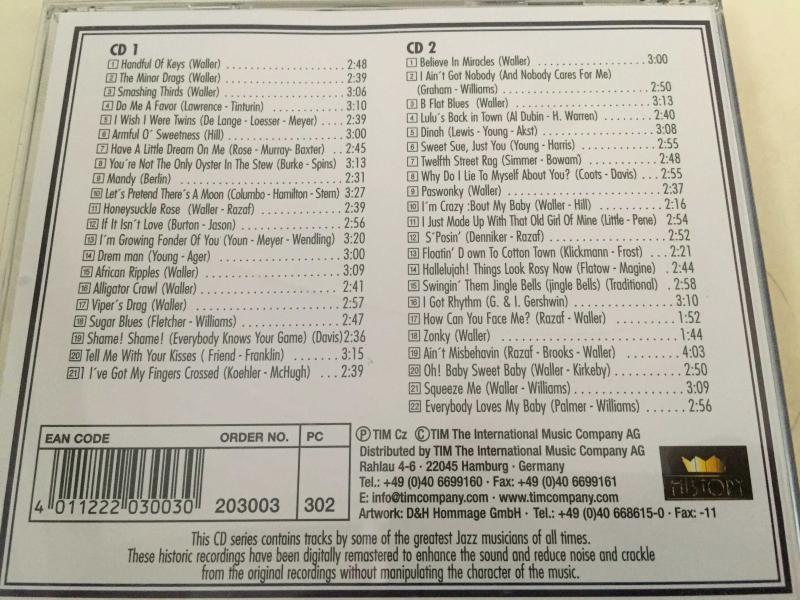 CD 1
1 Handful Of Keys (Waller) 2:48
2 The Minor Drags (Waller) 2:39
3 Smashing Thirds (Waller) 3:06
4 Do Me A Favor (Lawrence - Tinturin) 3:10
5 I Wish I Were Twins (De Lange - Loesser - Meyer) 2:39
6 Armful O´ Sweetness (Hill) 3:00
7 Have A Little Dream On Me (Rose - Murray- Baxter) 2:45
8 You´re Not The Only Oyster In The Stew (Burke - Spins) 3:13
9 Mandy (Berlin) 2:31
10 Let´s Pretend There´s A Moon (Columbo - Hamilton - Stern) 3:27
11 Honeysuckle Rose (Waller - Razaf) 2:39
12 If It Isn´t Love (Burton - Jason) 2:56
13 I´m Growing Fonder Of You (Youn - Meyer - Wendling) 3:20
14 Drem man (Young - Ager) 3:00
15 African Ripples (Waller) 3:09
16 Alligator Crawl (Waller) 2:41
17 Viper´s Drag (Waller) 2:57
18 Sugar Blues (Fletcher - Williams) 2:47
19 Shame! Shame! (Everybody Knows Your Game) (Davis) 2:36
20 Tell Me With Your Kisses ( Friend - Franklin) 3:15
21 I I´ve Got My Fingers Crossed (Koehler - McHugh) 2:39
CD 2
1 Believe In Miracles (Waller) 3:00
2 I Ain´t Got Nobody (And Nobody Cares For Me)
(Graham - Williams) 2:50
3 B Flat Blues (Waller) 3:13
4 Lulu´s Back in Town (Al Dubin - H. Warren) 2:40
5 Dinah (Lewis - Young - Akst) 3:08
6 Sweet Sue, Just You (Young - Harris) 2:55
7 Twelfth Street Rag (Simmer - Bowam) 2:48
8 Why Do I Lie To Myself About You? (Coots - Davis) 2:55
9 Paswonky (Waller) 2:37
10 I´m Crazy :Bout My Baby (Waller - Hill) 2:16
11 I Just Made Up With That Old Girl Of Mine (Little - Pene) 2:54
12 S´Posin´ (Denniker - Razaf) 2:52
13 Floatin´ D own To Cotton Town (Klickmann - Frost) 2:21
14 Hallelujah! Things Look Rosy Now (Flatow - Magine) 2:44
15 Swingin´ Them Jingle Bells (jingle Bells) (Traditional) 2:58
16 I Got Rhythm (G. & I. Gershwin) 3:10
17 How Can You Face Me? (Razaf - Waller) 1:52
18 Zonky (Waller) 1:44
19 Ain´t Misbehavin (Razaf - Brooks - Waller) 4:03
20 Oh! Baby Sweet Baby (Waller - Kirkeby) 2:50
21 Squeeze Me (Waller - Williams) 3:09
22 Everybody Loves My Baby (Palmer - Williams) 2:56
EAN CODE ORDER NO. PC
4 011222 030030 203003 302
Ⓟ TIM Cz © TIM The International Music Company AG
Distributed by TIM The International Music Company AG
Rahlau 4-6 · 22045 Hamburg · Germany
Tel.: +49 (0)40 6699160 · Fax: +49 (0)40 6699161
E: info@timcompany.com · www.timcompany.com
Artwork: D&H Hommage GmbH · Tel.: +49 (0)40 668615-0 · Fax: -11
HISTORY
This CD series contains tracks by some of the greatest Jazz musicians of all times.
These historic recordings have been digitally remastered to enhance the sound and reduce noise and crackle
from the original recordings without manipulating the character of the music.